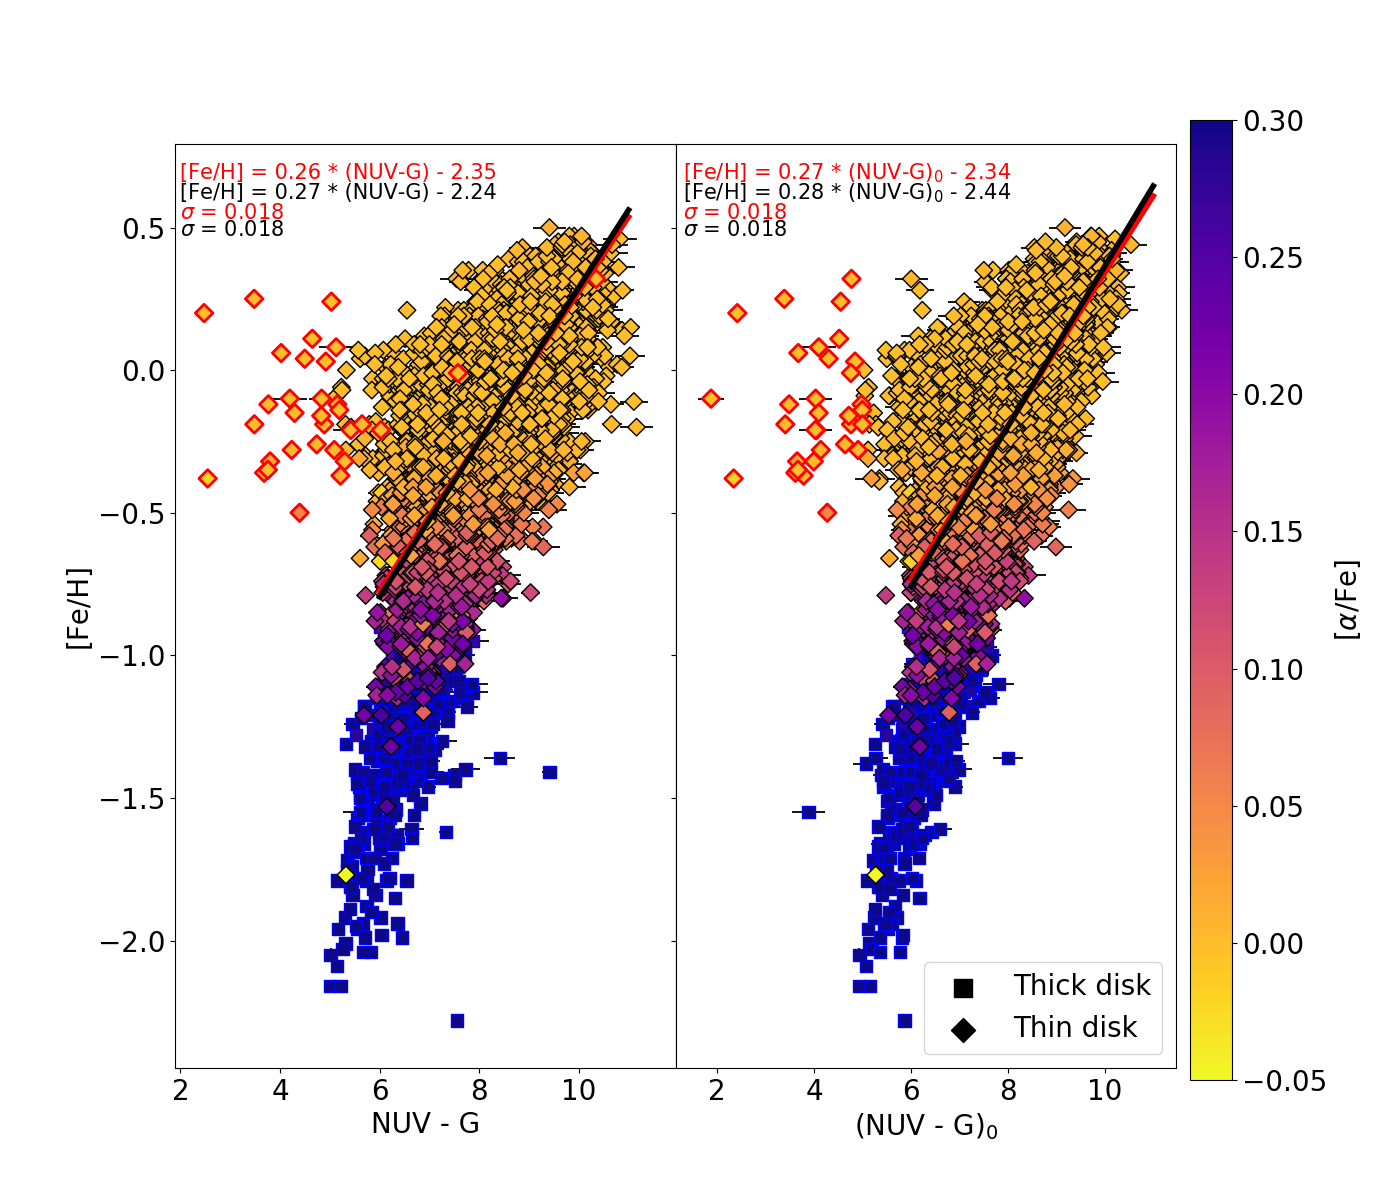 [Fe/H] = 0.26 * (NUV-G) - 2.35
[Fe/H] = 0.27 * (NUV-G) - 2.24
σ = 0.018
σ = 0.018
[Fe/H] = 0.27 * (NUV-G)₀ - 2.34
[Fe/H] = 0.28 * (NUV-G)₀ - 2.44
σ = 0.018
σ = 0.018
0.5
0.0
−0.5
−1.0
−1.5
−2.0
[Fe/H]
2 4 6 8 10
NUV - G
2 4 6 8 10
(NUV - G)₀
Thick disk
Thin disk
0.30
0.25
0.20
0.15
0.10
0.05
0.00
−0.05
[α/Fe]